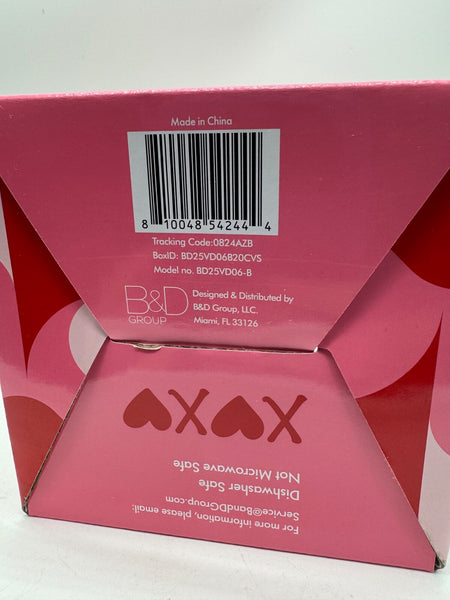 Made in China
8 10048 54244 4
Tracking Code:0824AZB
BoxID: BD25VD06B20CVS
Model no. BD25VD06-B
B&D
GROUP
Designed & Distributed by
B&D Group, LLC.
Miami, FL 33126
For more information, please email:
Service@BandDGroup.com
Dishwasher Safe
Not Microwave Safe
X♥X♥